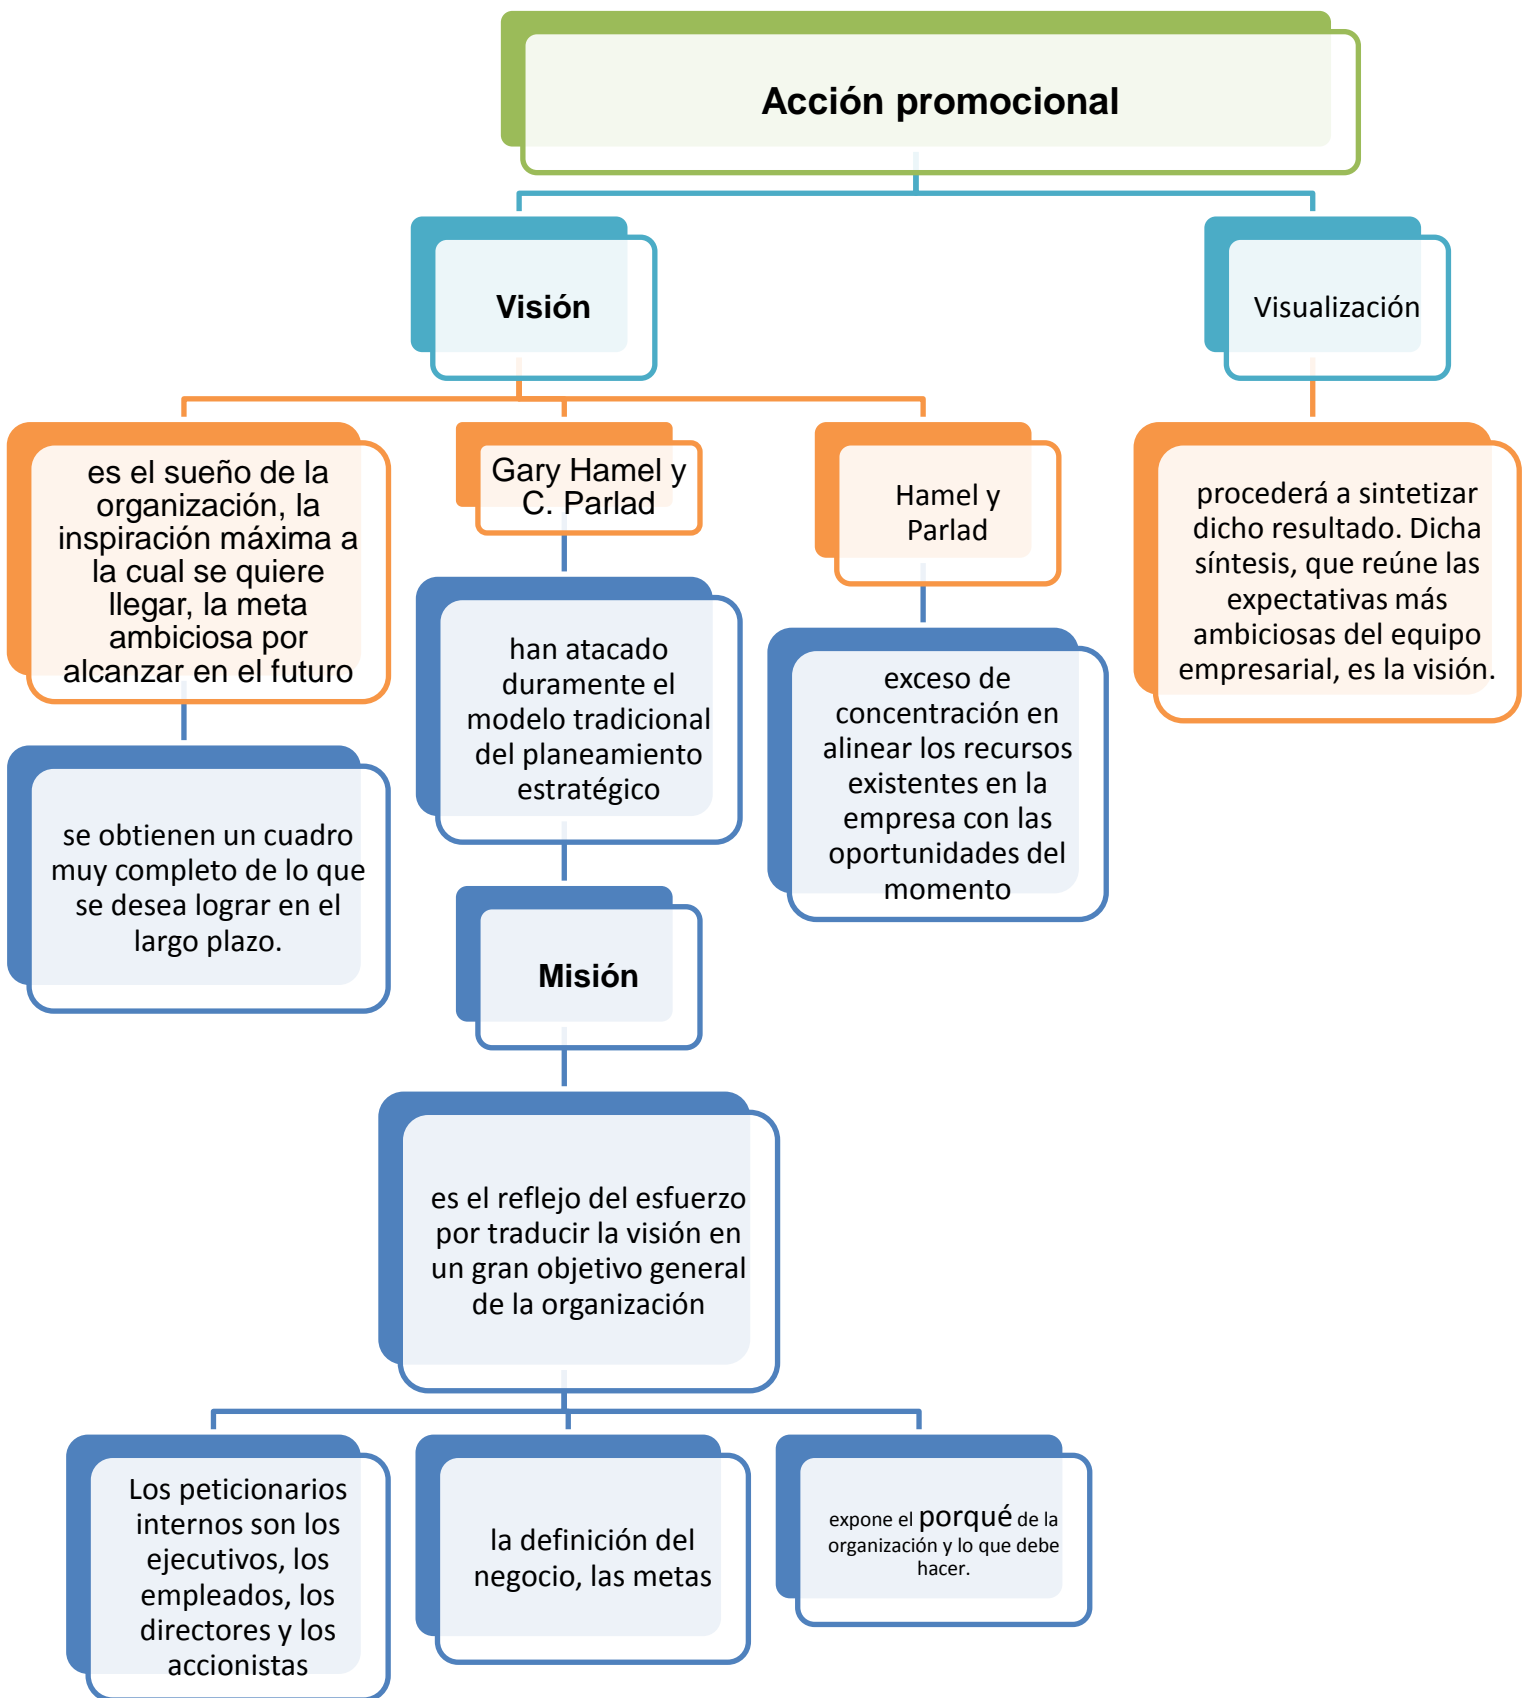 Acción promocional
Visión
Visualización
es el sueño de la
organización, la
inspiración máxima a
la cual se quiere
llegar, la meta
ambiciosa por
alcanzar en el futuro
Gary Hamel y
C. Parlad
Hamel y
Parlad
procederá a sintetizar
dicho resultado. Dicha
síntesis, que reúne las
expectativas más
ambiciosas del equipo
empresarial, es la visión.
se obtienen un cuadro
muy completo de lo que
se desea lograr en el
largo plazo.
han atacado
duramente el
modelo tradicional
del planeamiento
estratégico
exceso de
concentración en
alinear los recursos
existentes en la
empresa con las
oportunidades del
momento
Misión
es el reflejo del esfuerzo
por traducir la visión en
un gran objetivo general
de la organización
Los peticionarios
internos son los
ejecutivos, los
empleados, los
directores y los
accionistas
la definición del
negocio, las metas
expone el porqué de la
organización y lo que debe
hacer.